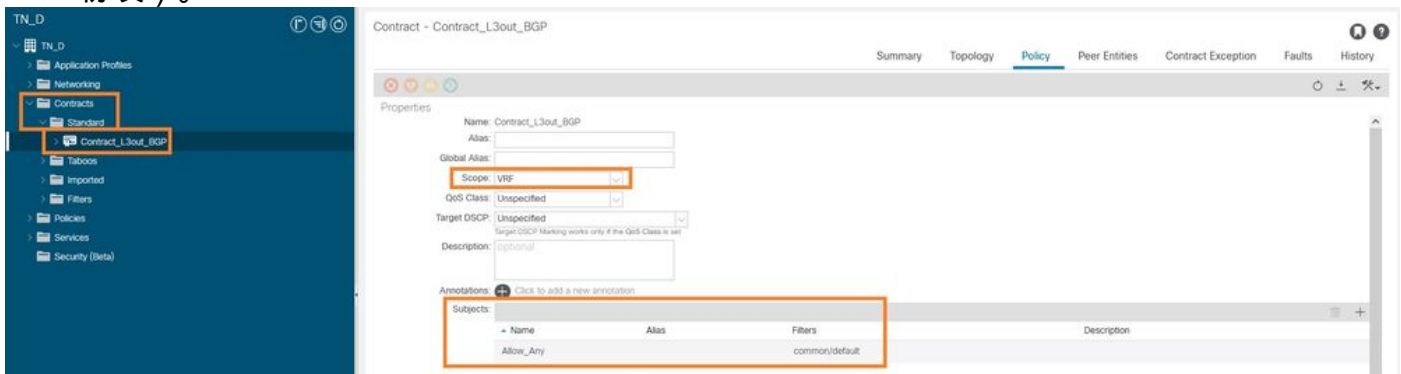 TN_D
TN_D
Application Profiles
Networking
Contracts
Standard
Contract_L3out_BGP
Taboos
Imported
Filters
Policies
Services
Security (Beta)
Contract - Contract_L3out_BGP
Summary Topology Policy Peer Entities Contract Exception Faults History
Properties
Name: Contract_L3out_BGP
Alias:
Global Alias:
Scope: VRF
QoS Class: Unspecified
Target DSCP: Unspecified
Target DSCP Marking works only if the QoS Class is set
Description: optional
Annotations: Click to add a new annotation
Subjects:
Name Alias Filters Description
Allow_Any common/default